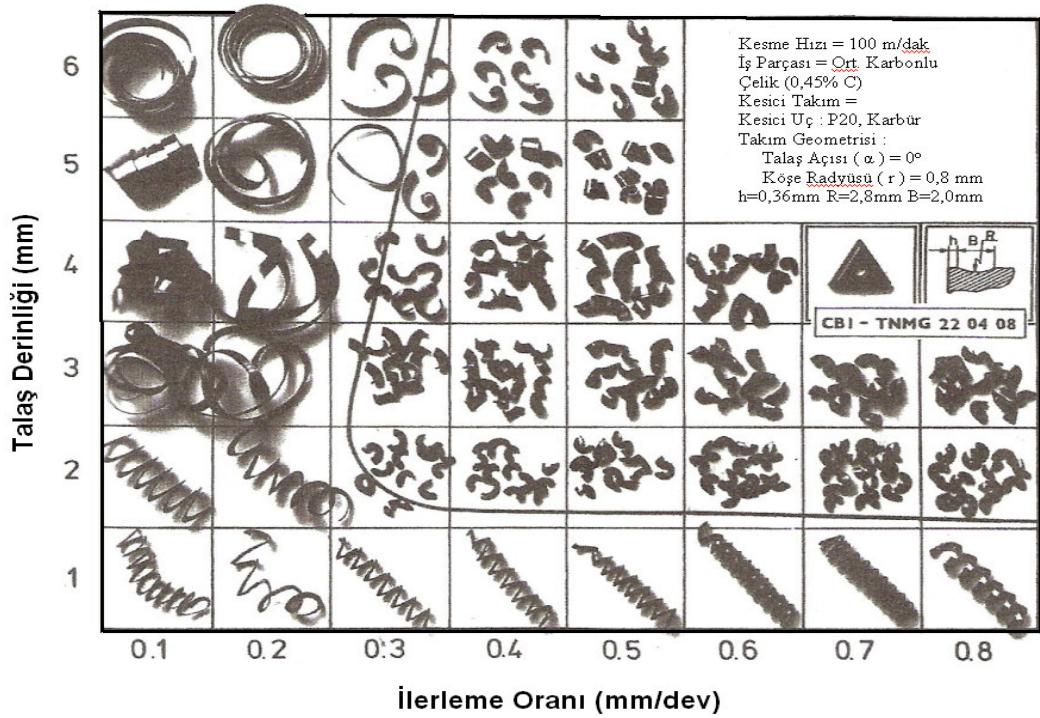 6
5
4
3
2
1
Talaş Derinliği (mm)
Kesme Hızı = 100 m/dak
İş Parçası = Ort. Karbonlu
Çelik (0,45% C)
Kesici Takım =
Kesici Uç : P20, Karbür
Takım Geometrisi :
Talaş Açısı ( α ) = 0°
Köşe Radyüsü ( r ) = 0,8 mm
h=0,36mm R=2,8mm B=2,0mm
h B R
CB1 - TNMG 22 04 08
0.1 0.2 0.3 0.4 0.5 0.6 0.7 0.8
İlerleme Oranı (mm/dev)